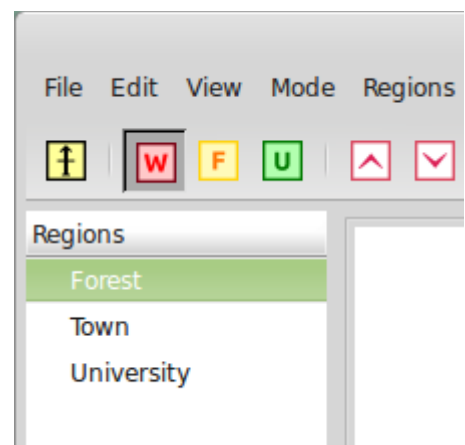 File Edit View Mode Regions
W F U
Regions
Forest
Town
University